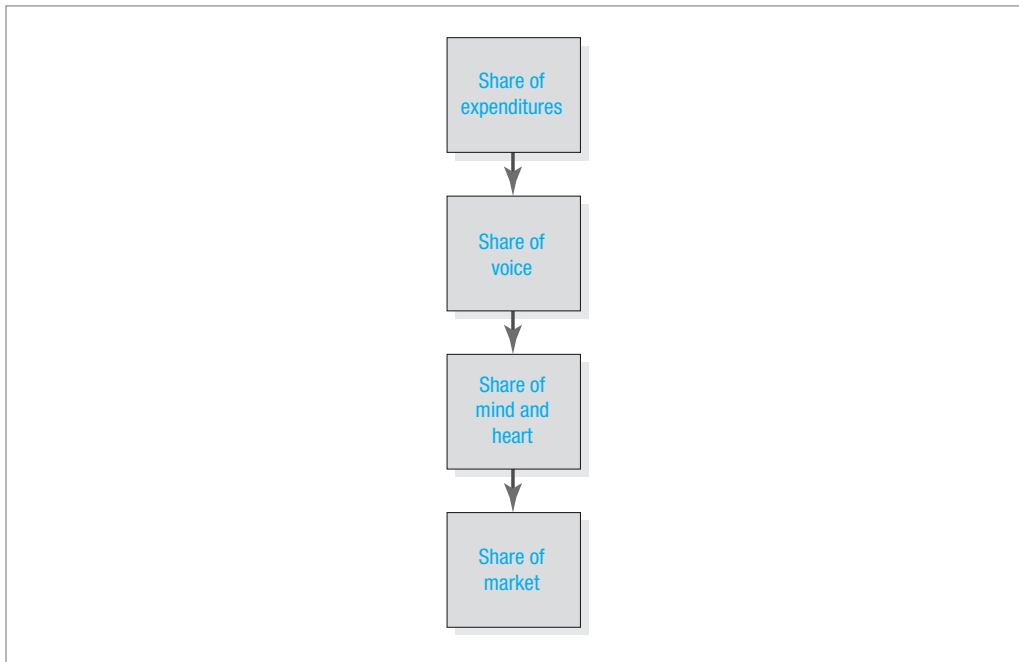 Share of
expenditures
Share of
voice
Share of
mind and
heart
Share of
market